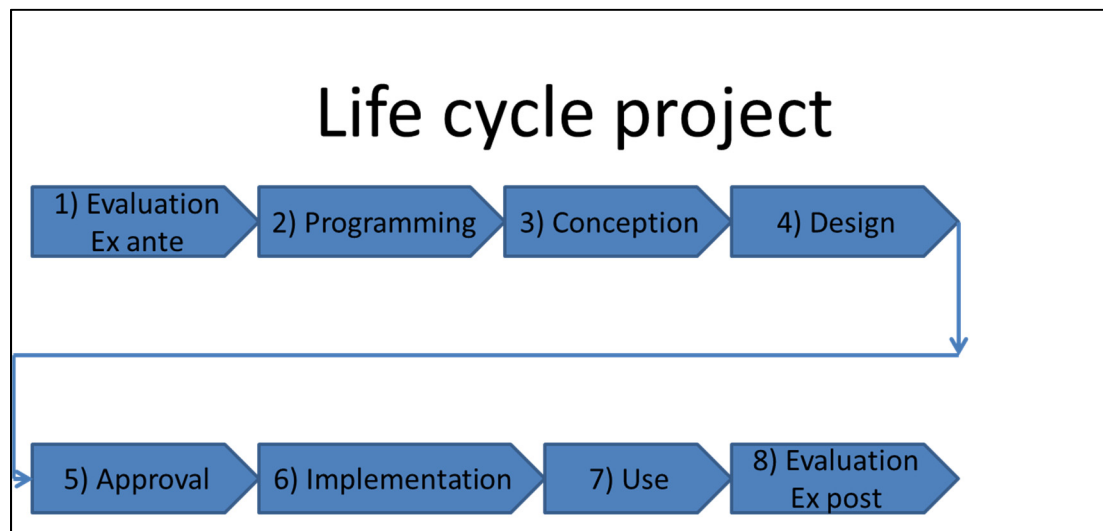 Life cycle project
1) Evaluation
Ex ante
2) Programming
3) Conception
4) Design
5) Approval
6) Implementation
7) Use
8) Evaluation
Ex post